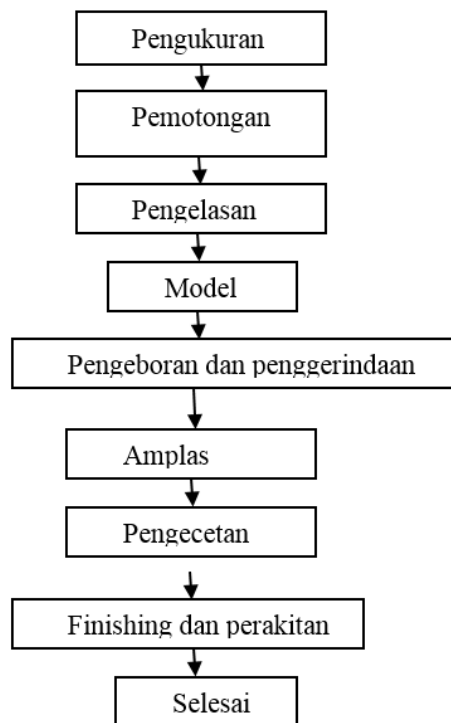 Pengukuran
Pemotongan
Pengelasan
Model
Pengeboran dan penggerindaan
Amplas
Pengecetan
Finishing dan perakitan
Selesai